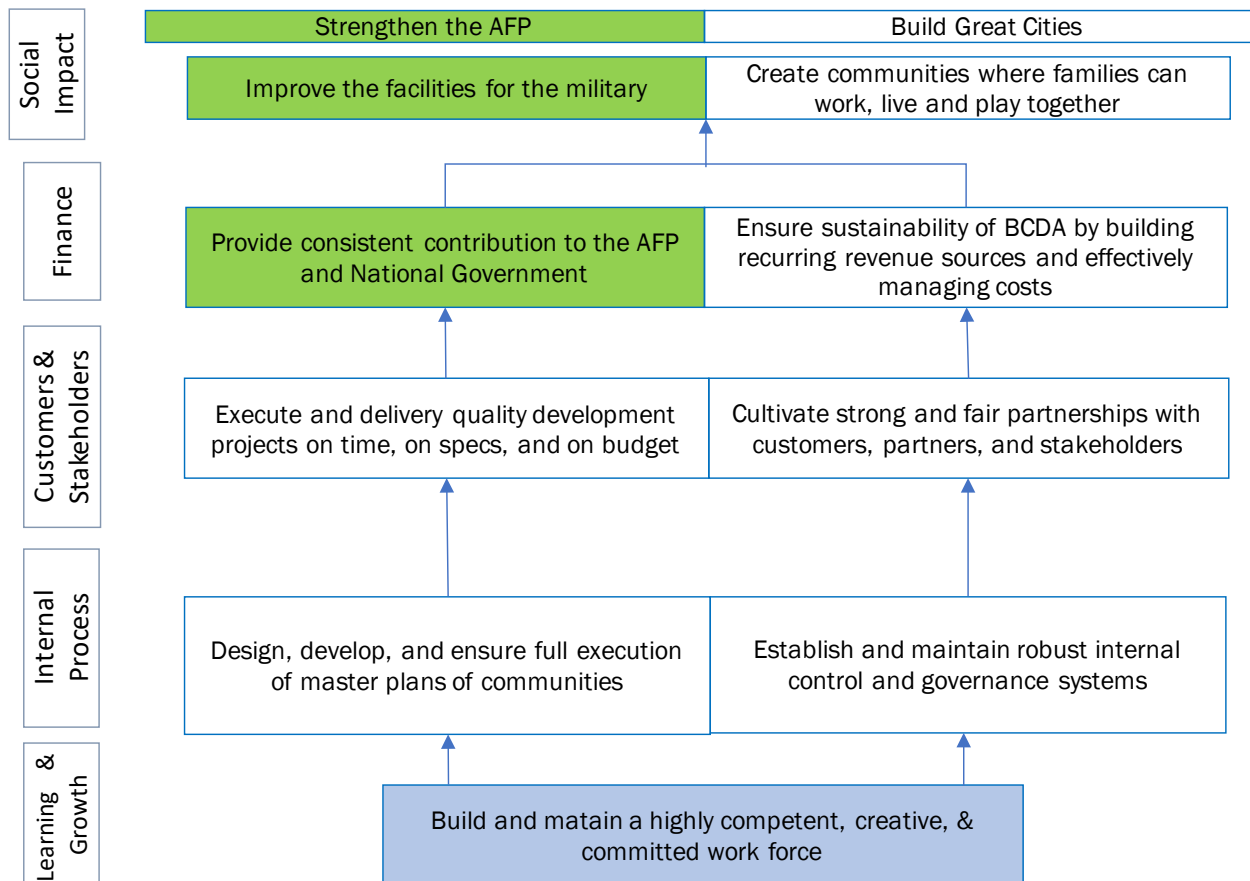 Social
Impact
Strengthen the AFP
Build Great Cities
Improve the facilities for the military
Create communities where families can
work, live and play together
Finance
Provide consistent contribution to the AFP
and National Government
Ensure sustainability of BCDA by building
recurring revenue sources and effectively
managing costs
Customers &
Stakeholders
Execute and delivery quality development
projects on time, on specs, and on budget
Cultivate strong and fair partnerships with
customers, partners, and stakeholders
Internal
Process
Design, develop, and ensure full execution
of master plans of communities
Establish and maintain robust internal
control and governance systems
Learning &
Growth
Build and matain a highly competent, creative, &
committed work force